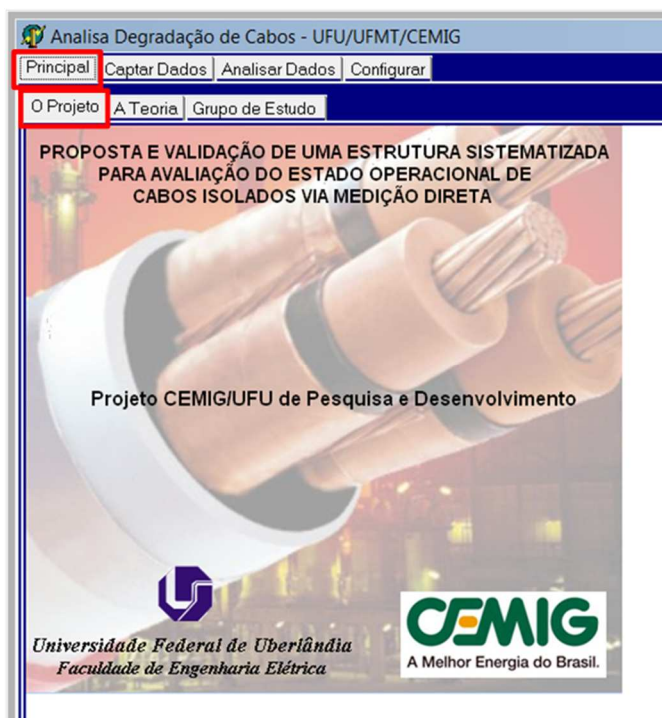 Analisa Degradação de Cabos - UFU/UFMT/CEMIG
Principal Captar Dados Analisar Dados Configurar
O Projeto A Teoria Grupo de Estudo
PROPOSTA E VALIDAÇÃO DE UMA ESTRUTURA SISTEMATIZADA
PARA AVALIAÇÃO DO ESTADO OPERACIONAL DE
CABOS ISOLADOS VIA MEDIÇÃO DIRETA
Projeto CEMIG/UFU de Pesquisa e Desenvolvimento
Universidade Federal de Uberlândia
Faculdade de Engenharia Elétrica
CEMIG
A Melhor Energia do Brasil.